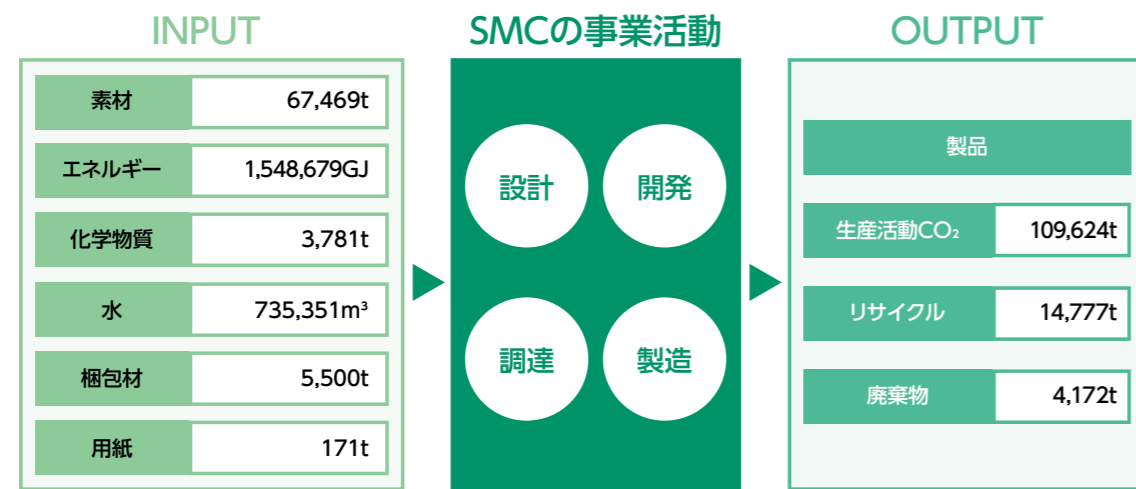 INPUT
素材 67,469t
エネルギー 1,548,679GJ
化学物質 3,781t
水 735,351m³
梱包材 5,500t
用紙 171t
SMCの事業活動
設計 開発
調達 製造
OUTPUT
製品
生産活動CO₂ 109,624t
リサイクル 14,777t
廃棄物 4,172t